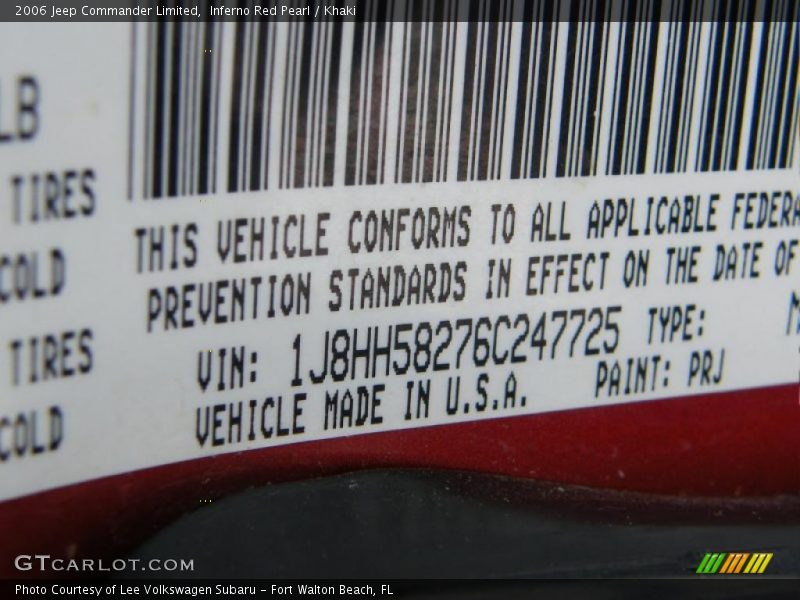 2006 Jeep Commander Limited, Inferno Red Pearl / Khaki
LB
TIRES
COLD
TIRES
COLD
THIS VEHICLE CONFORMS TO ALL APPLICABLE FEDERA
PREVENTION STANDARDS IN EFFECT ON THE DATE OF
VIN: 1J8HH58276C247725 TYPE: M
VEHICLE MADE IN U.S.A. PAINT: PRJ
GTCARLOT.COM
Photo Courtesy of Lee Volkswagen Subaru - Fort Walton Beach, FL